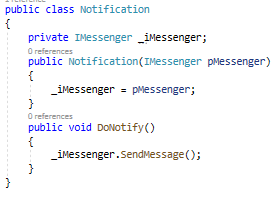 public class Notification
{
private IMessenger _iMessenger;
0 references
public Notification(IMessenger pMessenger)
{
_iMessenger = pMessenger;
}
0 references
public void DoNotify()
{
_iMessenger.SendMessage();
}
}